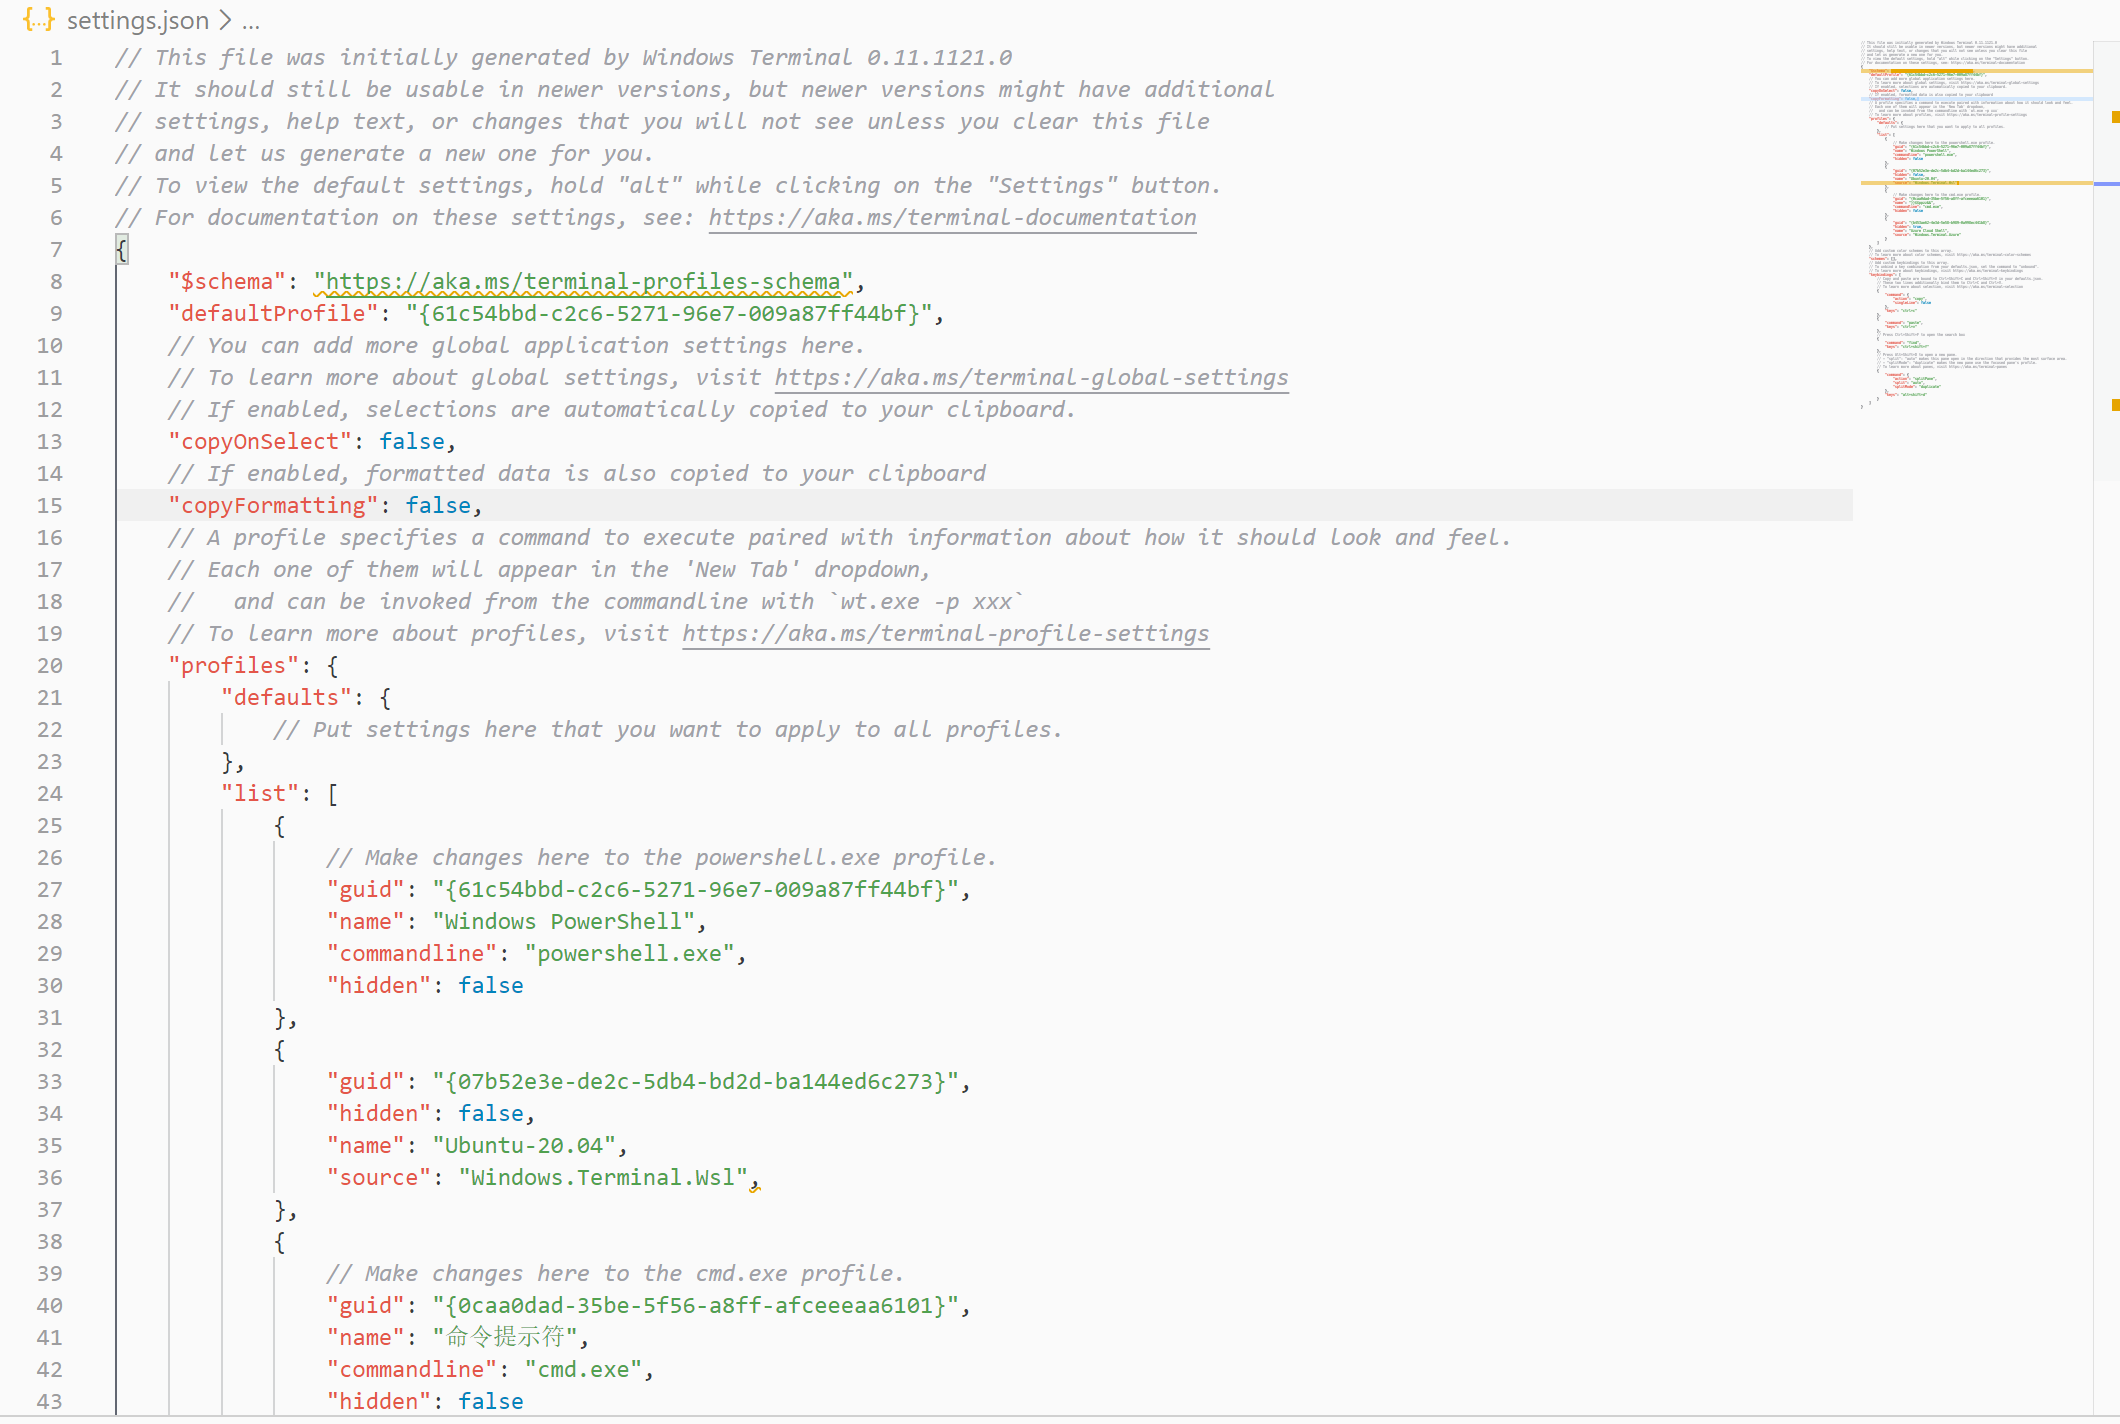 {...} settings.json > ...
1 // This file was initially generated by Windows Terminal 0.11.1121.0
2 // It should still be usable in newer versions, but newer versions might have additional
3 // settings, help text, or changes that you will not see unless you clear this file
4 // and let us generate a new one for you.
5 // To view the default settings, hold "alt" while clicking on the "Settings" button.
6 // For documentation on these settings, see: https://aka.ms/terminal-documentation
7 {
8     "$schema": "https://aka.ms/terminal-profiles-schema",
9     "defaultProfile": "{61c54bbd-c2c6-5271-96e7-009a87ff44bf}",
10     // You can add more global application settings here.
11     // To learn more about global settings, visit https://aka.ms/terminal-global-settings
12     // If enabled, selections are automatically copied to your clipboard.
13     "copyOnSelect": false,
14     // If enabled, formatted data is also copied to your clipboard
15     "copyFormatting": false,
16     // A profile specifies a command to execute paired with information about how it should look and feel.
17     // Each one of them will appear in the 'New Tab' dropdown,
18     //   and can be invoked from the commandline with `wt.exe -p xxx`
19     // To learn more about profiles, visit https://aka.ms/terminal-profile-settings
20     "profiles": {
21         "defaults": {
22             // Put settings here that you want to apply to all profiles.
23         },
24         "list": [
25             {
26                 // Make changes here to the powershell.exe profile.
27                 "guid": "{61c54bbd-c2c6-5271-96e7-009a87ff44bf}",
28                 "name": "Windows PowerShell",
29                 "commandline": "powershell.exe",
30                 "hidden": false
31             },
32             {
33                 "guid": "{07b52e3e-de2c-5db4-bd2d-ba144ed6c273}",
34                 "hidden": false,
35                 "name": "Ubuntu-20.04",
36                 "source": "Windows.Terminal.Wsl",
37             },
38             {
39                 // Make changes here to the cmd.exe profile.
40                 "guid": "{0caa0dad-35be-5f56-a8ff-afceeeaa6101}",
41                 "name": "命令提示符",
42                 "commandline": "cmd.exe",
43                 "hidden": false